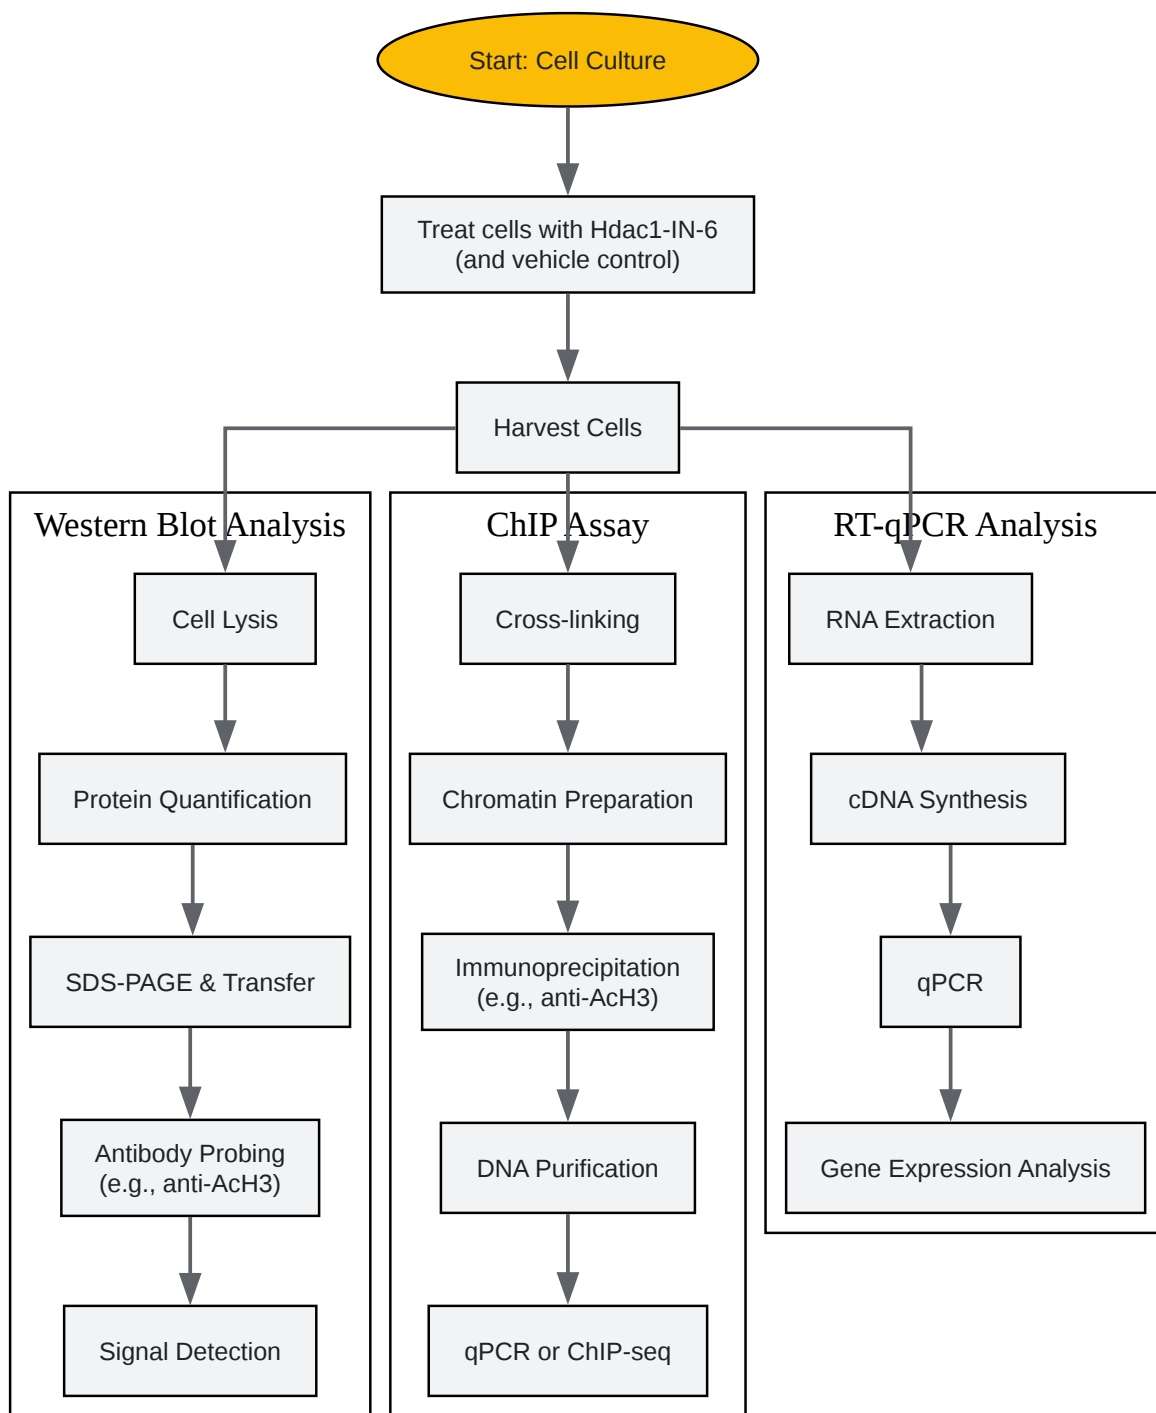 Start: Cell Culture
Treat cells with Hdac1-IN-6
(and vehicle control)
Harvest Cells
Western Blot Analysis
Cell Lysis
Protein Quantification
SDS-PAGE & Transfer
Antibody Probing
(e.g., anti-AcH3)
Signal Detection
ChIP Assay
Cross-linking
Chromatin Preparation
Immunoprecipitation
(e.g., anti-AcH3)
DNA Purification
qPCR or ChIP-seq
RT-qPCR Analysis
RNA Extraction
cDNA Synthesis
qPCR
Gene Expression Analysis